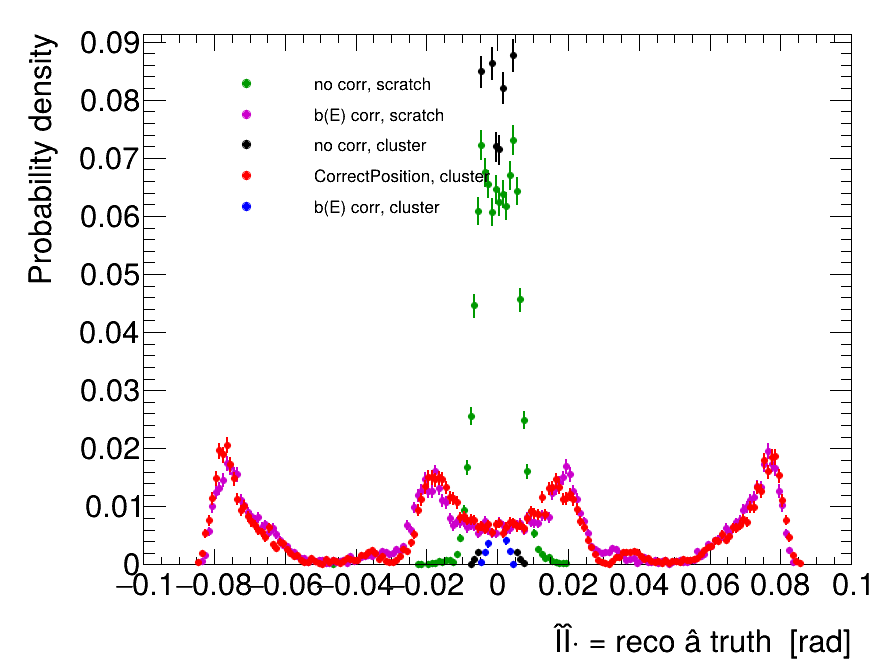 Probability density
0.09
0.08
0.07
0.06
0.05
0.04
0.03
0.02
0.01
0
no corr, scratch
b(E) corr, scratch
no corr, cluster
CorrectPosition, cluster
b(E) corr, cluster
−0.1 −0.08 −0.06 −0.04 −0.02 0 0.02 0.04 0.06 0.08 0.1
ÎÎ· = reco â truth [rad]